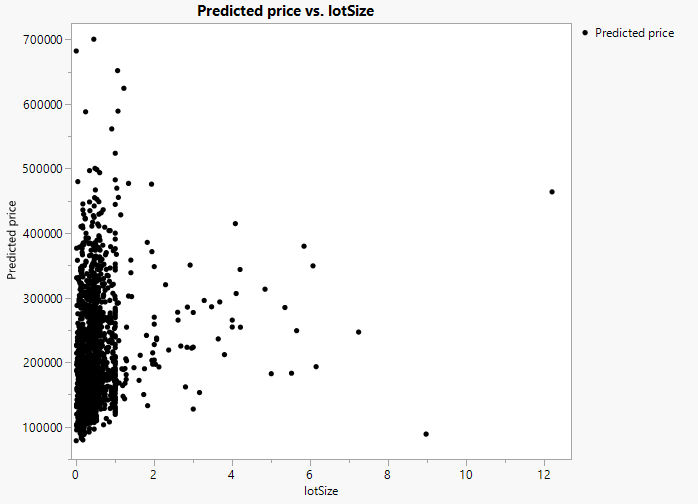 Predicted price vs. lotSize
Predicted price
700000
600000
500000
400000
300000
200000
100000
Predicted price
0 2 4 6 8 10 12
lotSize